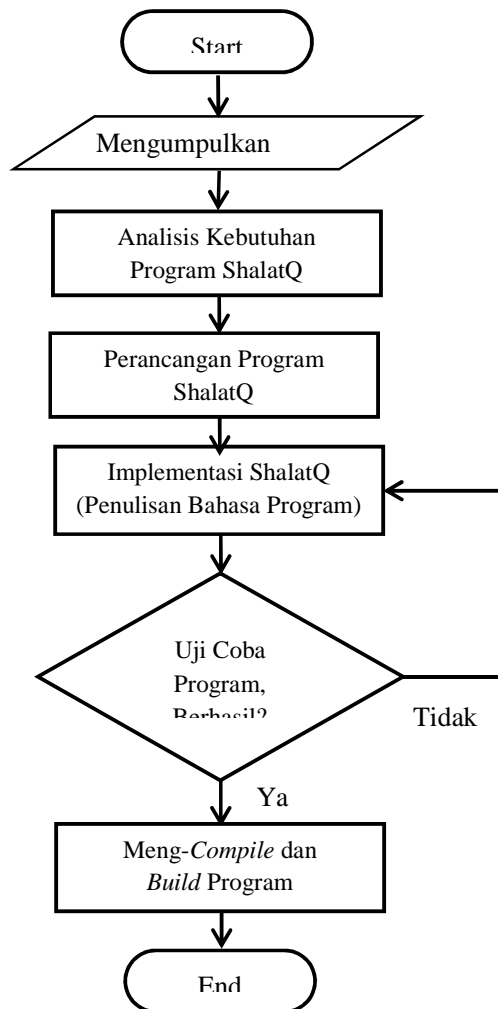 Start
Mengumpulkan
Analisis Kebutuhan
Program ShalatQ
Perancangan Program
ShalatQ
Implementasi ShalatQ
(Penulisan Bahasa Program)
Uji Coba
Program,
Berhasil?
Tidak
Ya
Meng-Compile dan
Build Program
End